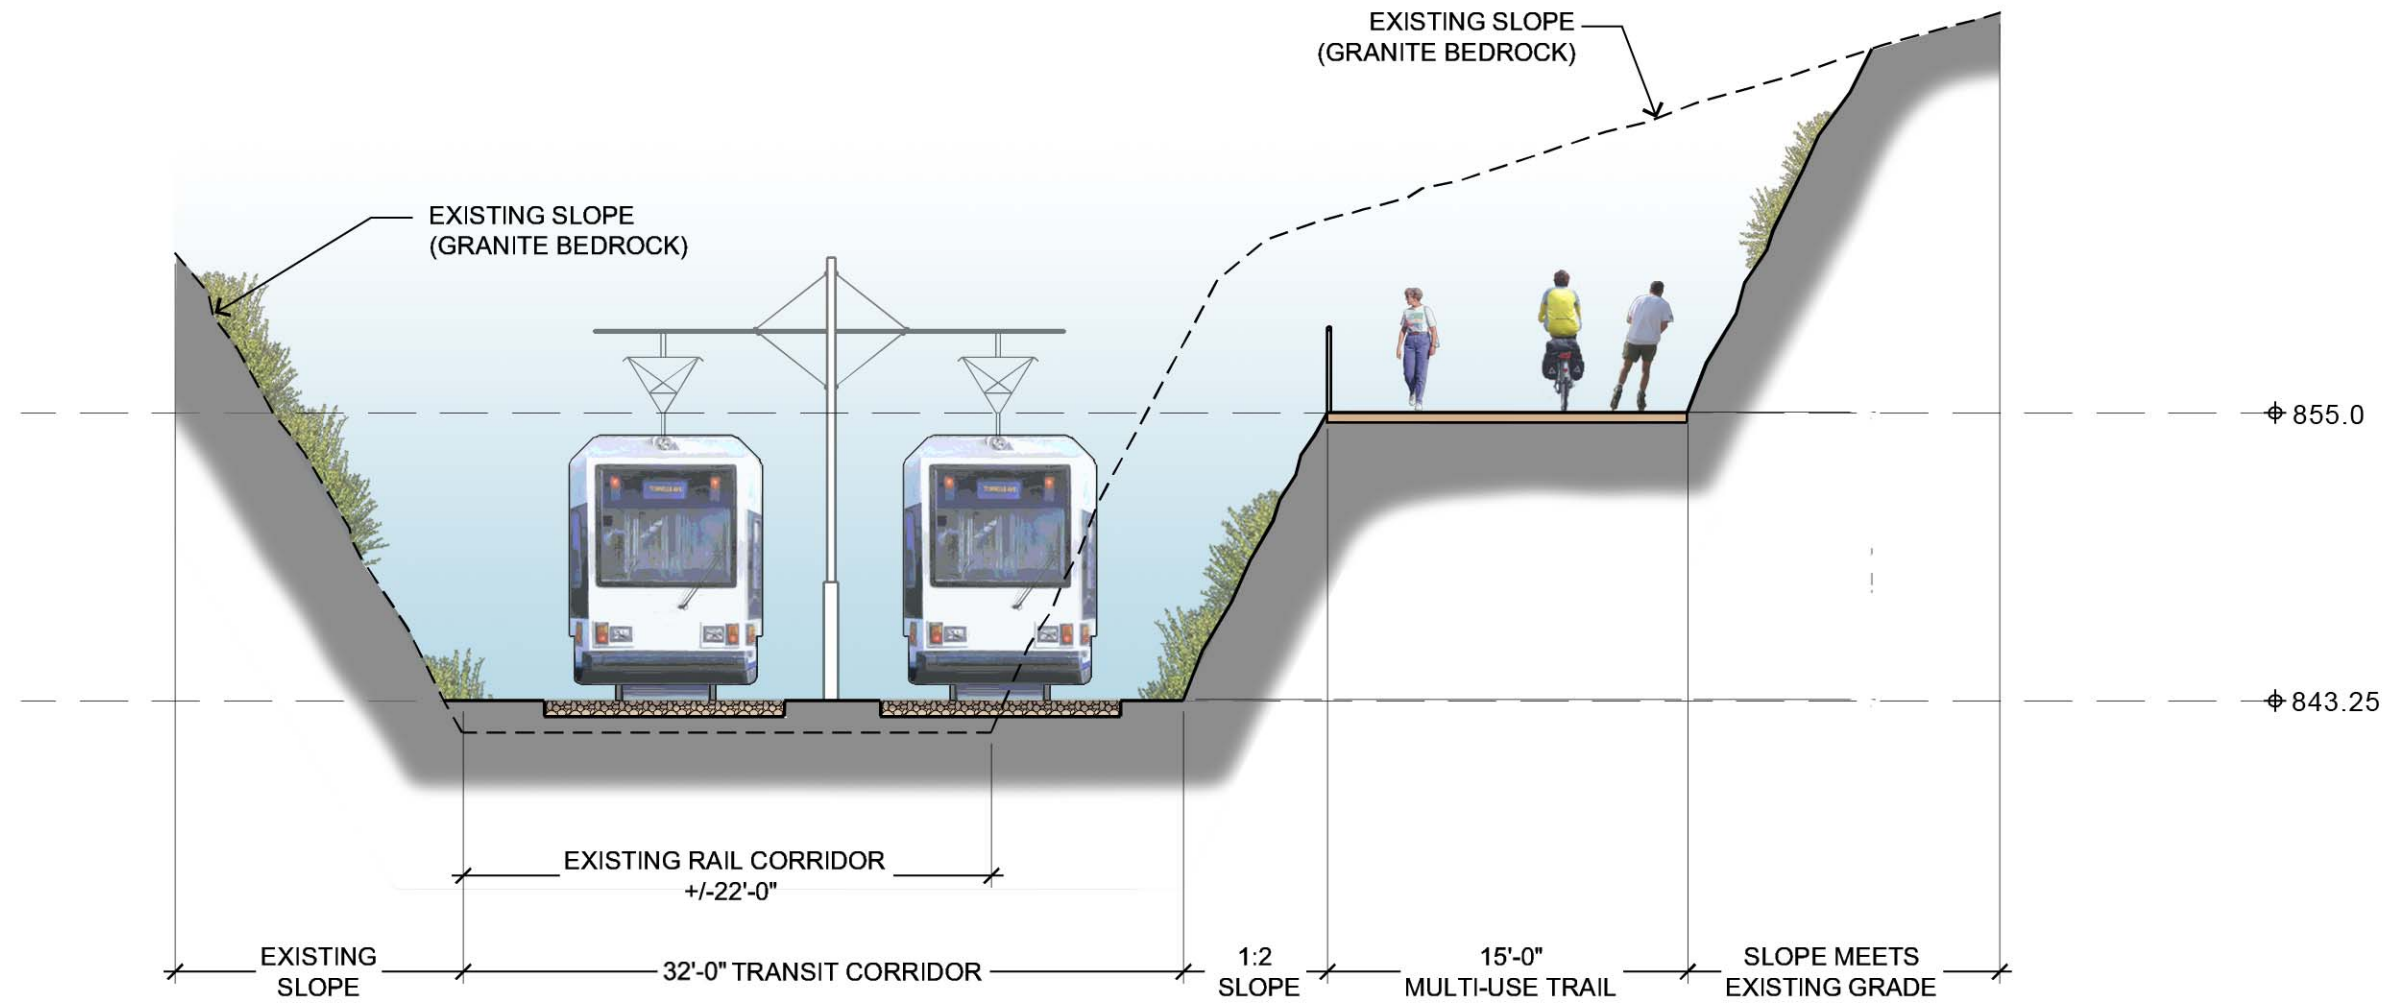 EXISTING SLOPE
(GRANITE BEDROCK)
EXISTING SLOPE
(GRANITE BEDROCK)
855.0
843.25
EXISTING RAIL CORRIDOR
+/-22'-0"
EXISTING
SLOPE
32'-0" TRANSIT CORRIDOR
1:2
SLOPE
15'-0"
MULTI-USE TRAIL
SLOPE MEETS
EXISTING GRADE